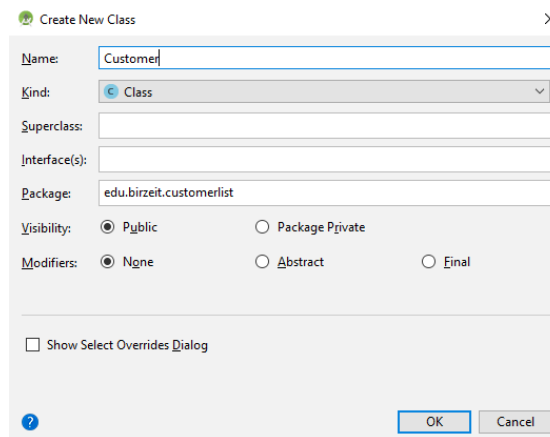 Create New Class
Name: Customer
Kind: C Class
Superclass:
Interface(s):
Package: edu.birzeit.customerlist
Visibility: Public Package Private
Modifiers: None Abstract Final
Show Select Overrides Dialog
? OK Cancel